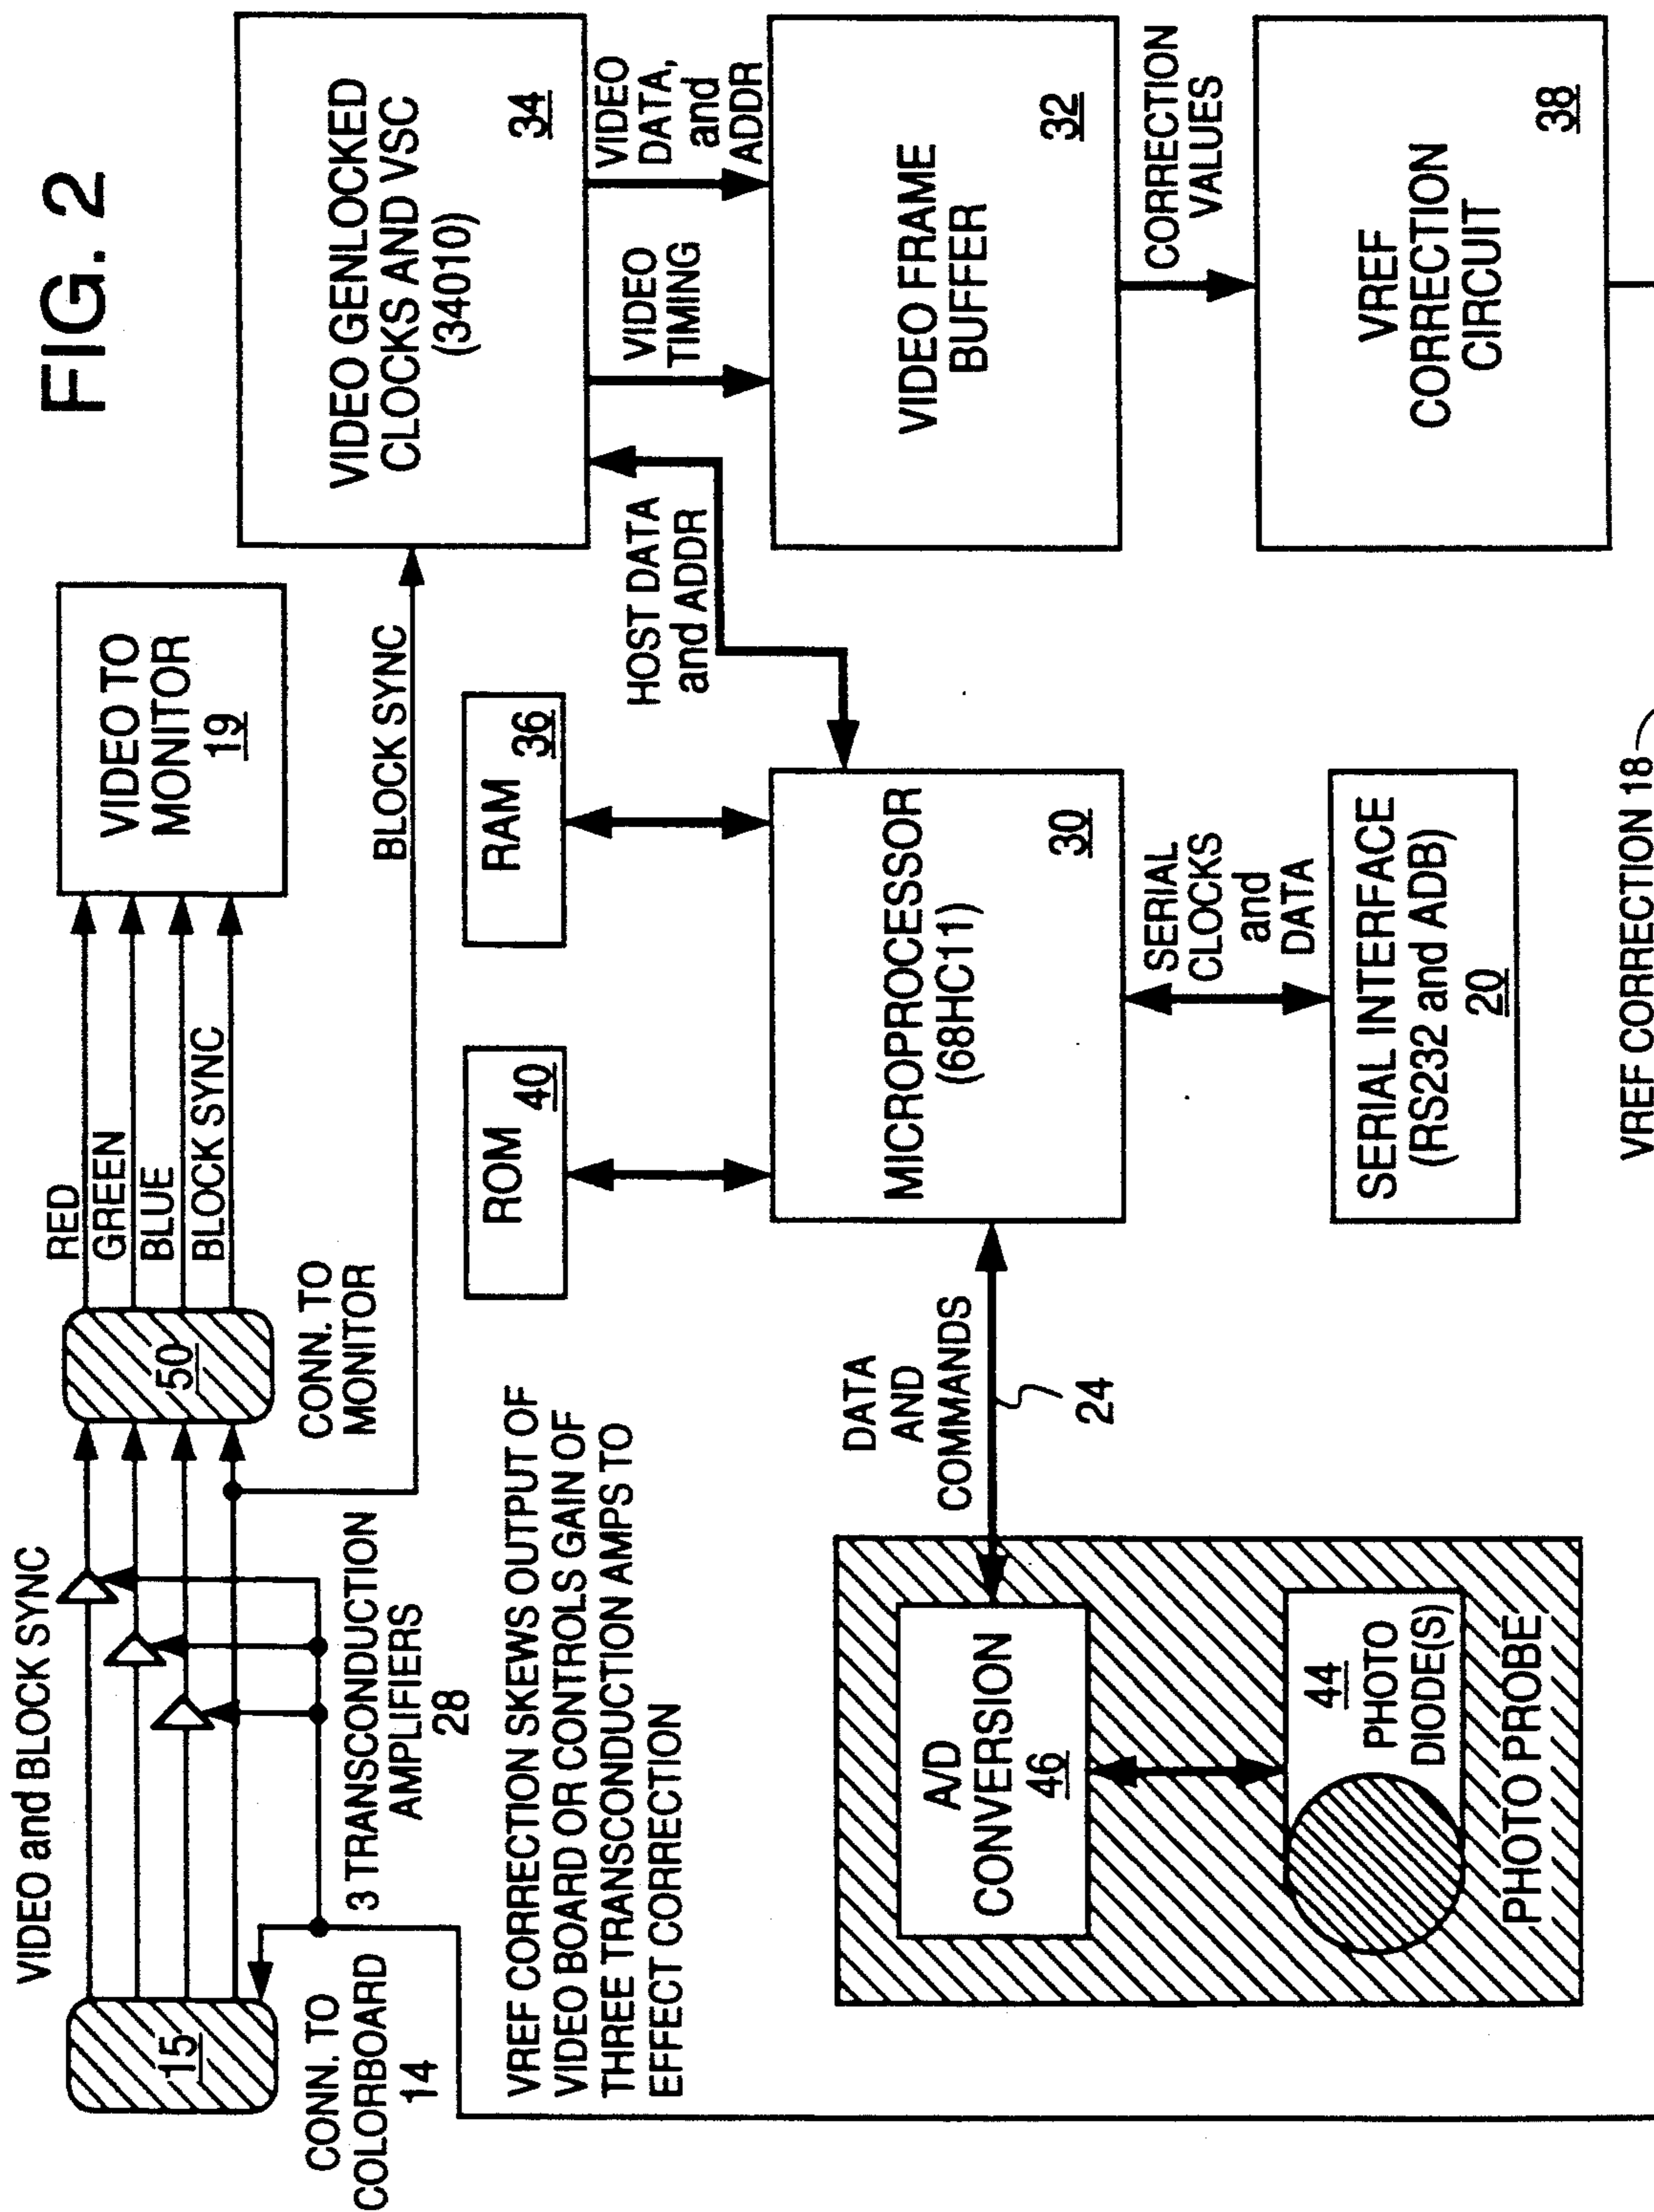 FIG. 2
VIDEO and BLOCK SYNC
15
CONN. TO
COLORBOARD
14
3 TRANSCONDUCTION
AMPLIFIERS
28
50
CONN. TO
MONITOR
RED
GREEN
BLUE
BLOCK SYNC
VIDEO TO
MONITOR
19
BLOCK SYNC
VIDEO GENLOCKED
CLOCKS AND VSC
(34010)
34
VREF CORRECTION SKEWS OUTPUT OF
VIDEO BOARD OR CONTROLS GAIN OF
THREE TRANSCONDUCTION AMPS TO
EFFECT CORRECTION
ROM 40
RAM 36
HOST DATA
and ADDR
VIDEO
TIMING
VIDEO
DATA,
and
ADDR
A/D
CONVERSION
46
44
PHOTO
DIODE(S)
PHOTO PROBE
DATA
AND
COMMANDS
24
MICROPROCESSOR
(68HC11)
30
SERIAL
CLOCKS
and
DATA
SERIAL INTERFACE
(RS232 and ADB)
20
VIDEO FRAME
BUFFER
32
CORRECTION
VALUES
VREF
CORRECTION
CIRCUIT
38
VREF CORRECTION 18